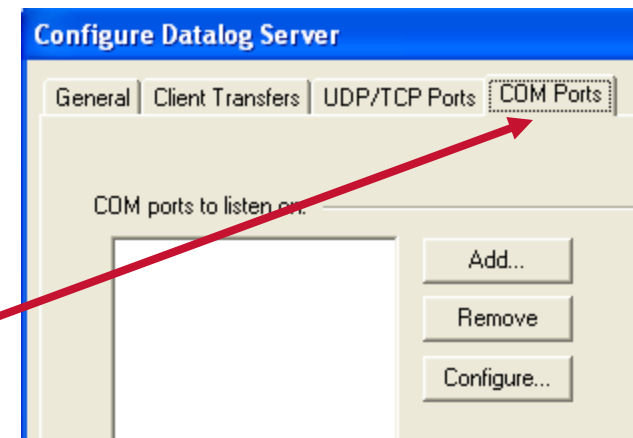 Configure Datalog Server
General Client Transfers UDP/TCP Ports COM Ports
COM ports to listen on:
Add...
Remove
Configure...